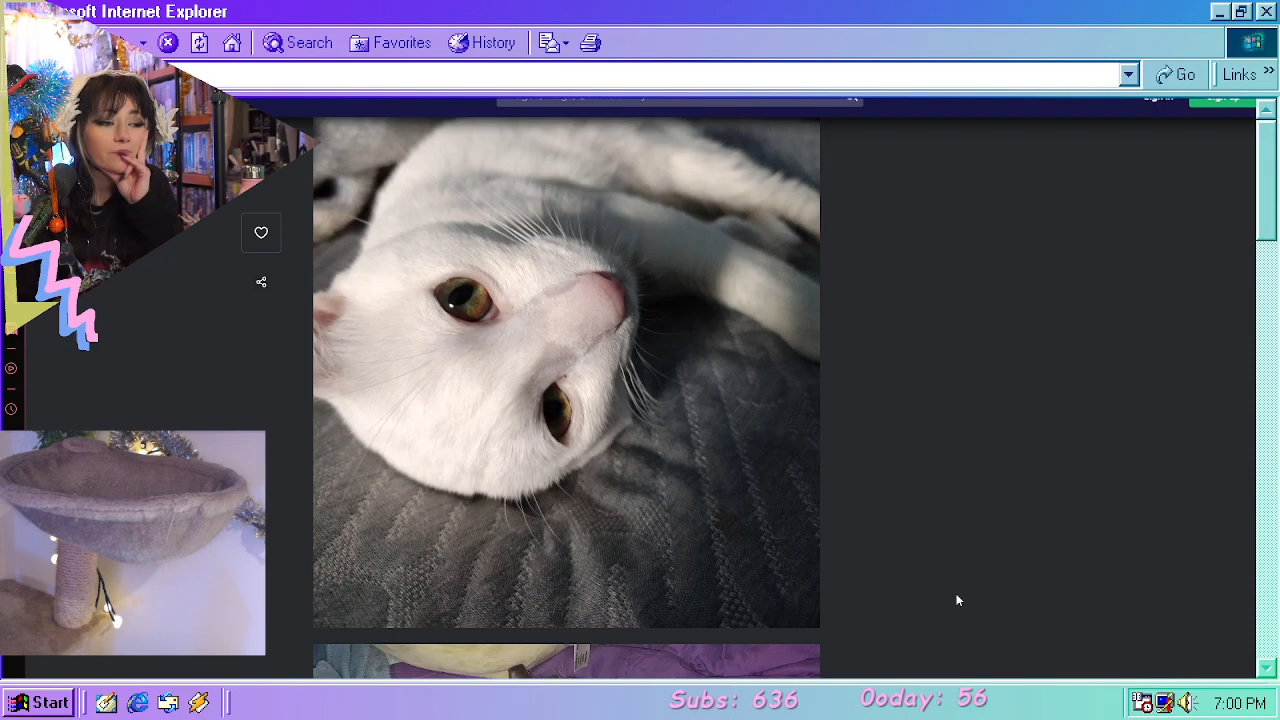 soft Internet Explorer
Search
Favorites
History
Go
Links
Start
Subs: 636
Ooday: 56
7:00 PM